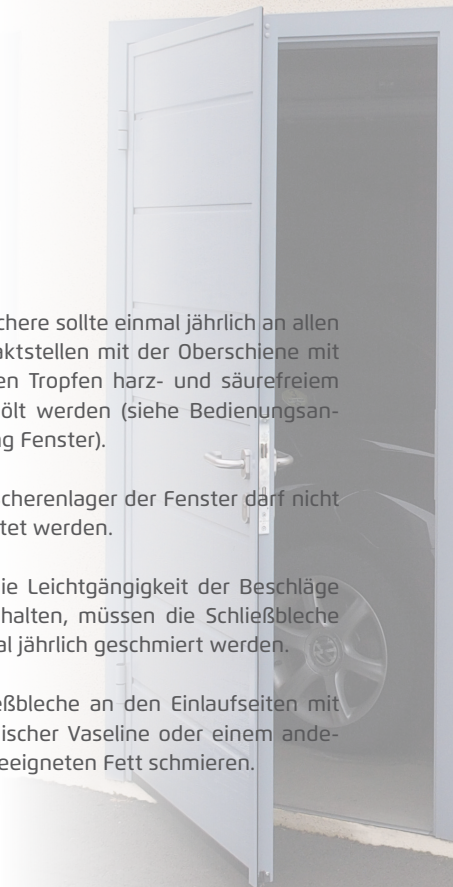 chere sollte einmal jährlich an allen
aktstellen mit der Oberschiene mit
en Tropfen harz- und säurefreiem
ölt werden (siehe Bedienungsan-
g Fenster).
cherenlager der Fenster darf nicht
tet werden.
ie Leichtgängigkeit der Beschläge
halten, müssen die Schließbleche
al jährlich geschmiert werden.
eßbleche an den Einlaufseiten mit
ischer Vaseline oder einem ande-
eeigneten Fett schmieren.